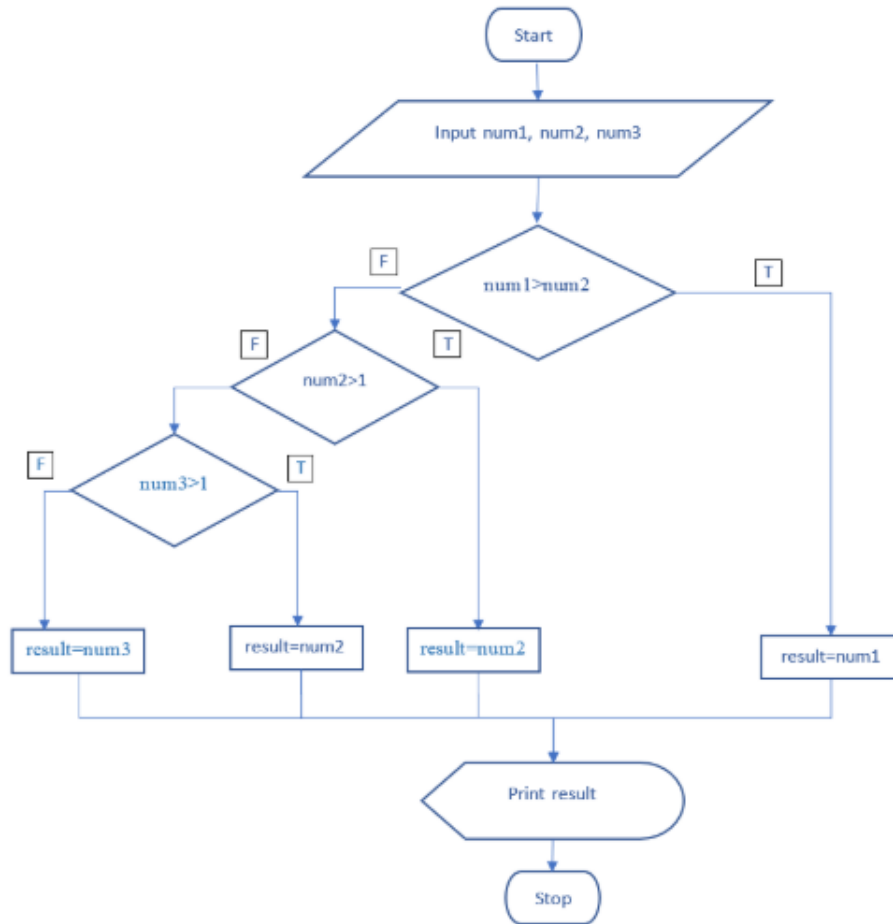 Start
Input num1, num2, num3
num1>num2
F
T
num2>1
F
T
num3>1
F
T
result=num3
result=num2
result=num2
result=num1
Print result
Stop